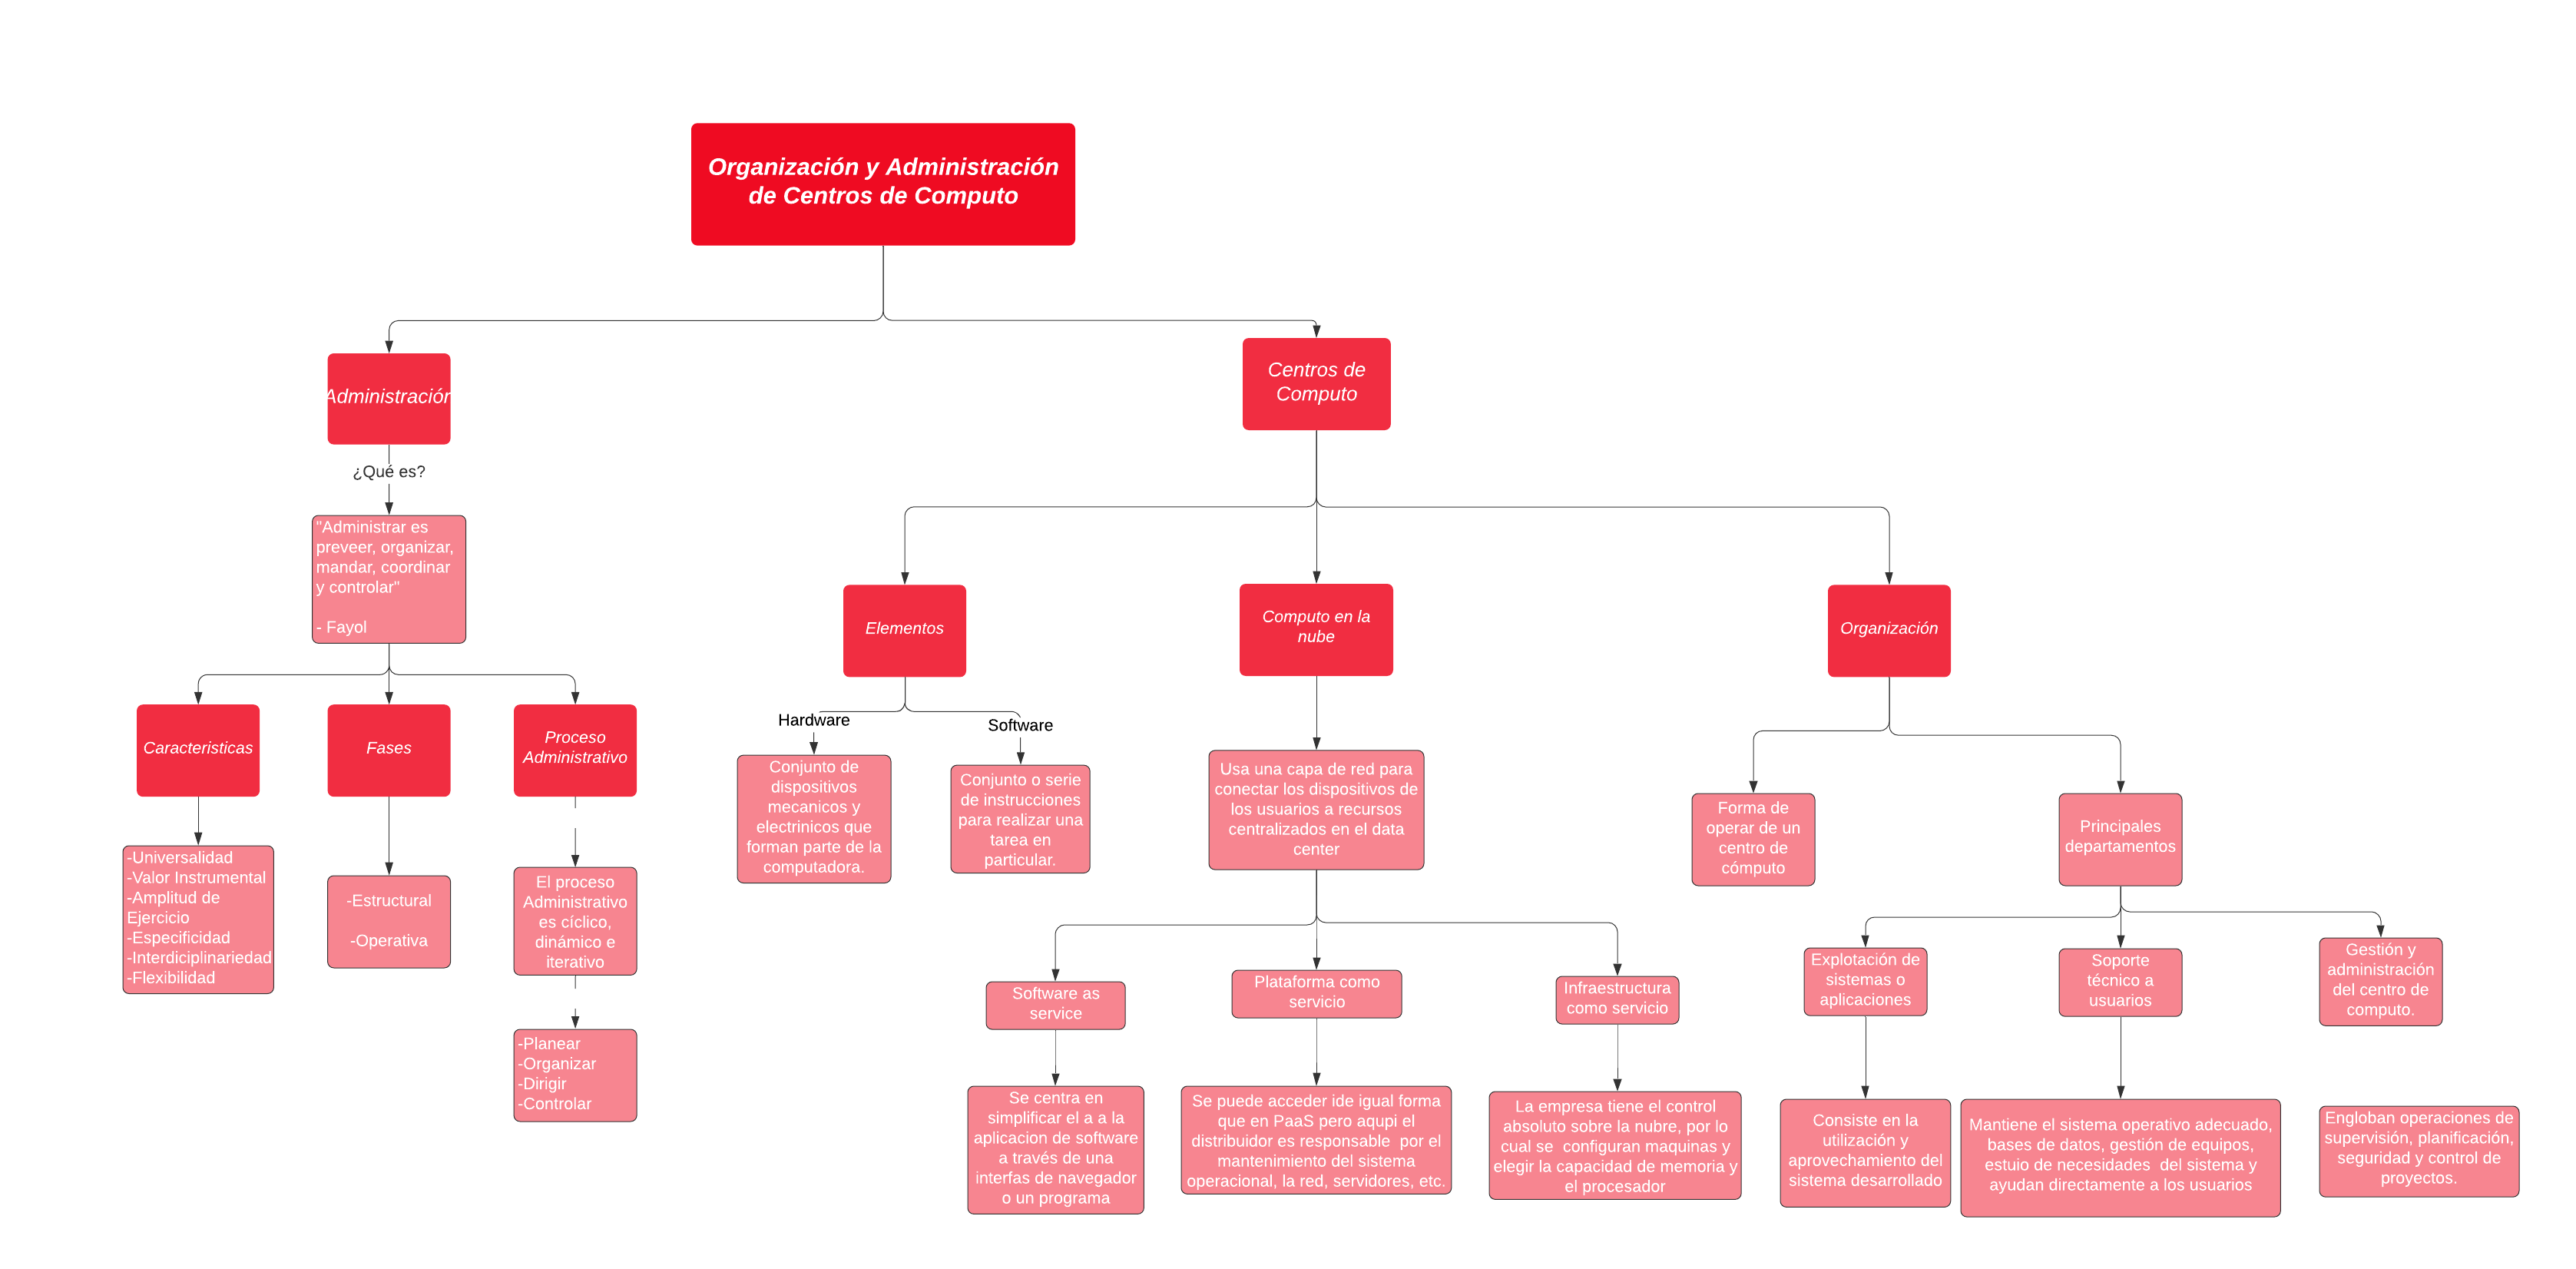 Organización y Administración
de Centros de Computo
Administración
Centros de
Computo
¿Qué es?
"Administrar es
preveer, organizar,
mandar, coordinar
y controlar"
- Fayol
Elementos
Computo en la
nube
Organización
Caracteristicas
Fases
Proceso
Administrativo
Hardware
Software
Conjunto de
dispositivos
mecanicos y
electrinicos que
forman parte de la
computadora.
Conjunto o serie
de instrucciones
para realizar una
tarea en
particular.
Usa una capa de red para
conectar los dispositivos de
los usuarios a recursos
centralizados en el data
center
Forma de
operar de un
centro de
cómputo
Principales
departamentos
-Universalidad
-Valor Instrumental
-Amplitud de
Ejercicio
-Especificidad
-Interdiciplinariedad
-Flexibilidad
-Estructural
-Operativa
El proceso
Administrativo
es cíclico,
dinámico e
iterativo
-Planear
-Organizar
-Dirigir
-Controlar
Software as
service
Plataforma como
servicio
Infraestructura
como servicio
Explotación de
sistemas o
aplicaciones
Soporte
técnico a
usuarios
Gestión y
administración
del centro de
computo.
Se centra en
simplificar el a a la
aplicacion de software
a través de una
interfas de navegador
o un programa
Se puede acceder ide igual forma
que en PaaS pero aqupi el
distribuidor es responsable  por el
mantenimiento del sistema
operacional, la red, servidores, etc.
La empresa tiene el control
absoluto sobre la nubre, por lo
cual se  configuran maquinas y
elegir la capacidad de memoria y
el procesador
Consiste en la
utilización y
aprovechamiento del
sistema desarrollado
Mantiene el sistema operativo adecuado,
bases de datos, gestión de equipos,
estuio de necesidades  del sistema y
ayudan directamente a los usuarios
Engloban operaciones de
supervisión, planificación,
seguridad y control de
proyectos.